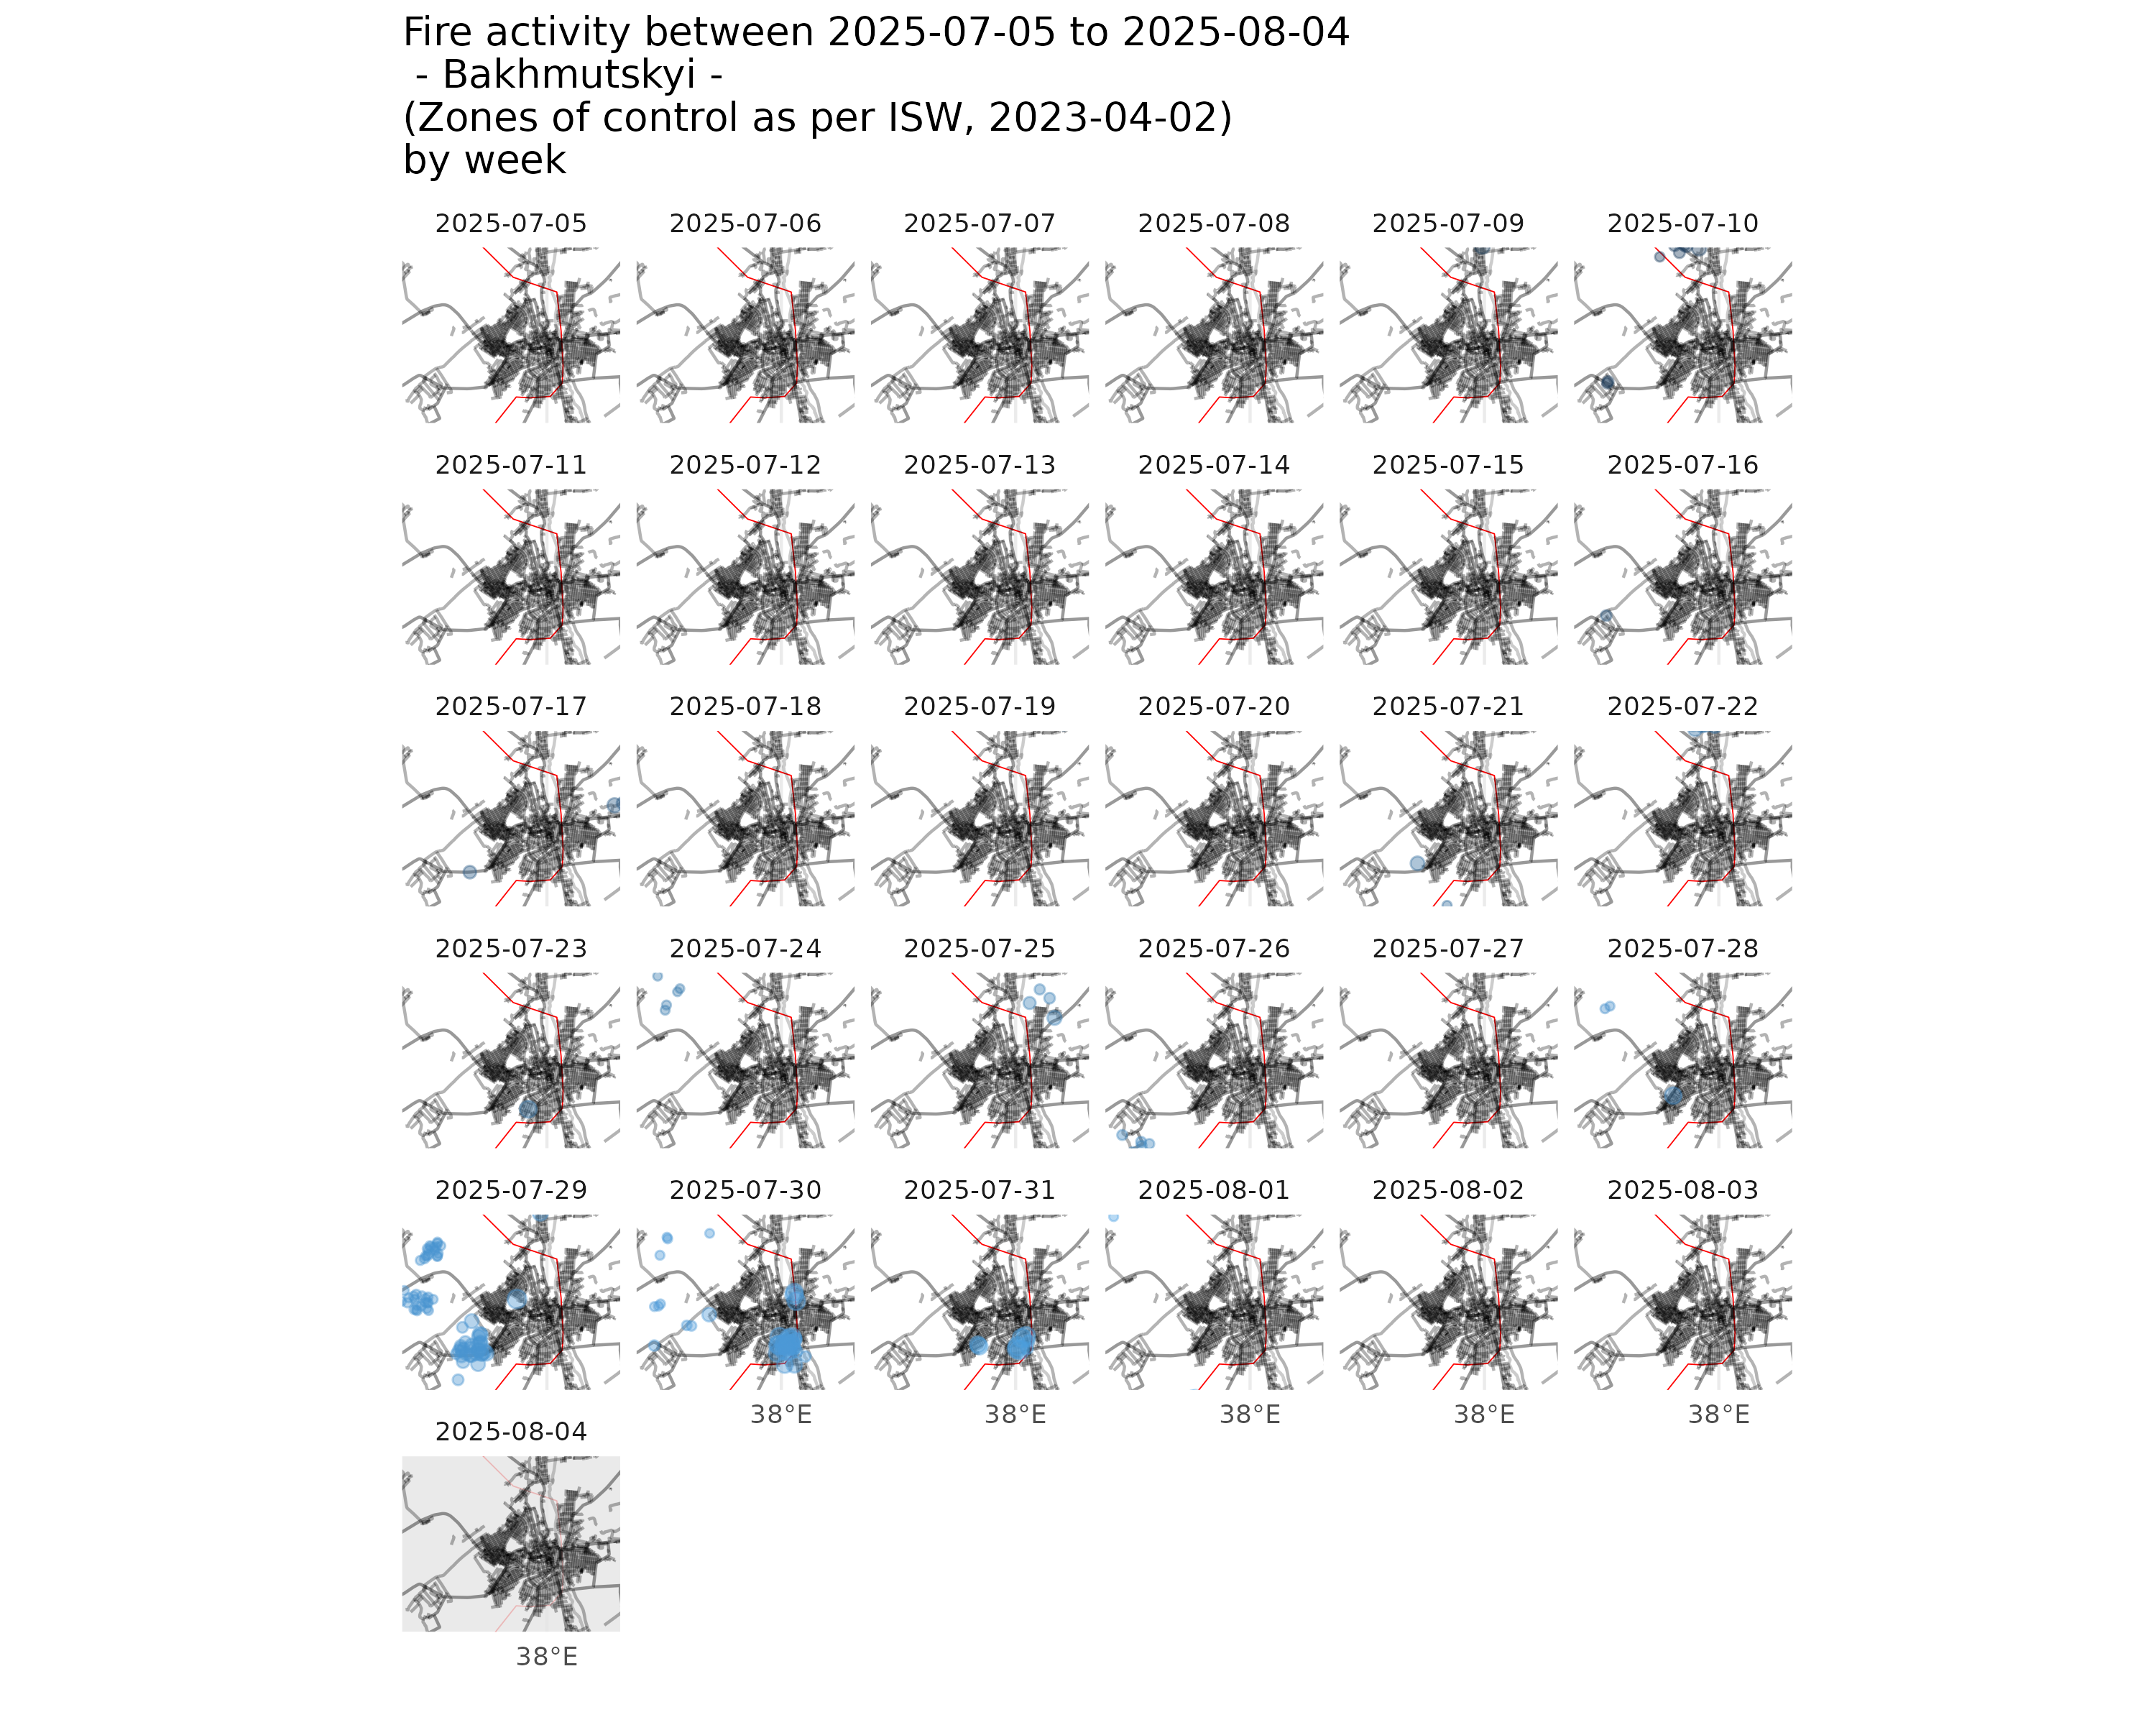 Fire activity between 2025-07-05 to 2025-08-04
- Bakhmutskyi -
(Zones of control as per ISW, 2023-04-02)
by week
2025-07-05 2025-07-06 2025-07-07 2025-07-08 2025-07-09 2025-07-10
2025-07-11 2025-07-12 2025-07-13 2025-07-14 2025-07-15 2025-07-16
2025-07-17 2025-07-18 2025-07-19 2025-07-20 2025-07-21 2025-07-22
2025-07-23 2025-07-24 2025-07-25 2025-07-26 2025-07-27 2025-07-28
2025-07-29 2025-07-30 2025-07-31 2025-08-01 2025-08-02 2025-08-03
38°E 38°E 38°E 38°E 38°E
2025-08-04
38°E